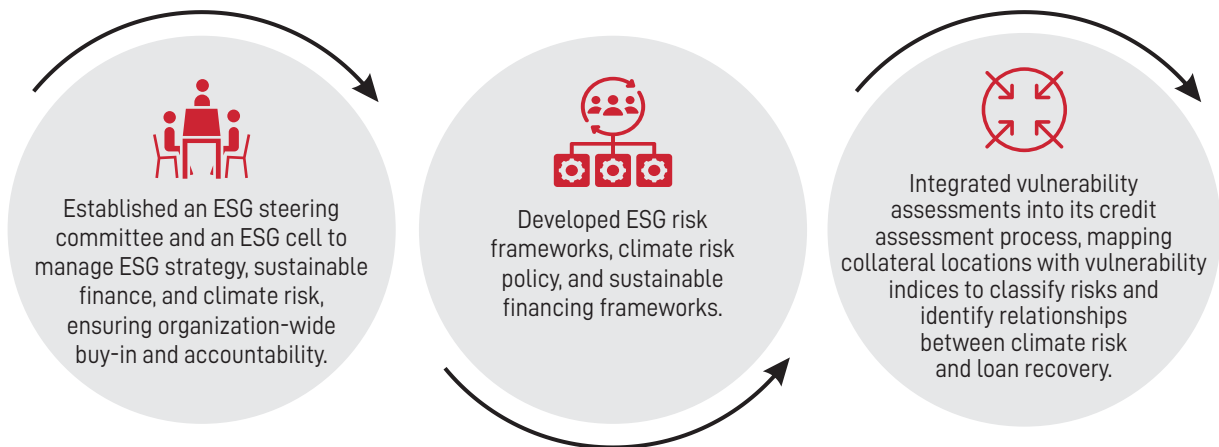 Established an ESG steering
committee and an ESG cell to
manage ESG strategy, sustainable
finance, and climate risk,
ensuring organization-wide
buy-in and accountability.
Developed ESG risk
frameworks, climate risk
policy, and sustainable
financing frameworks.
Integrated vulnerability
assessments into its credit
assessment process, mapping
collateral locations with vulnerability
indices to classify risks and
identify relationships
between climate risk
and loan recovery.